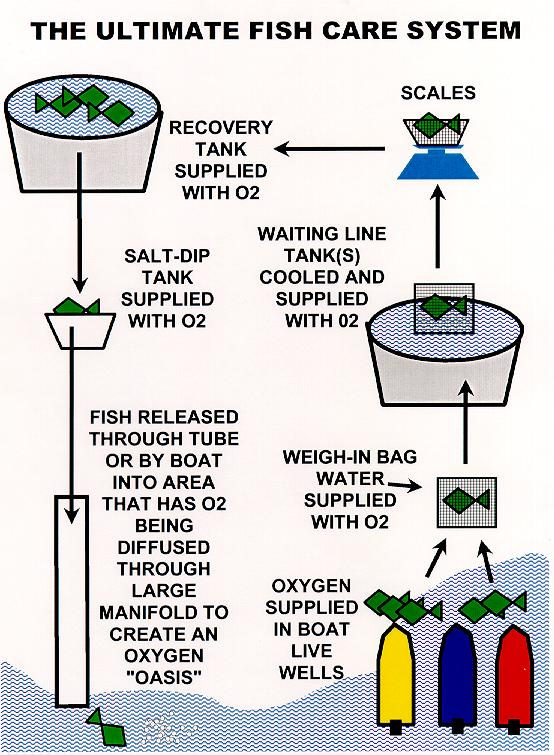 THE ULTIMATE FISH CARE SYSTEM
SCALES
RECOVERY
TANK
SUPPLIED
WITH O2
WAITING LINE
TANK(S)
COOLED AND
SUPPLIED
WITH 02
SALT-DIP
TANK
SUPPLIED
WITH O2
FISH RELEASED
THROUGH TUBE
OR BY BOAT
INTO AREA
THAT HAS O2
BEING
DIFFUSED
THROUGH
LARGE
MANIFOLD TO
CREATE AN
OXYGEN
"OASIS"
WEIGH-IN BAG
WATER
SUPPLIED
WITH O2
OXYGEN
SUPPLIED
IN BOAT
LIVE
WELLS